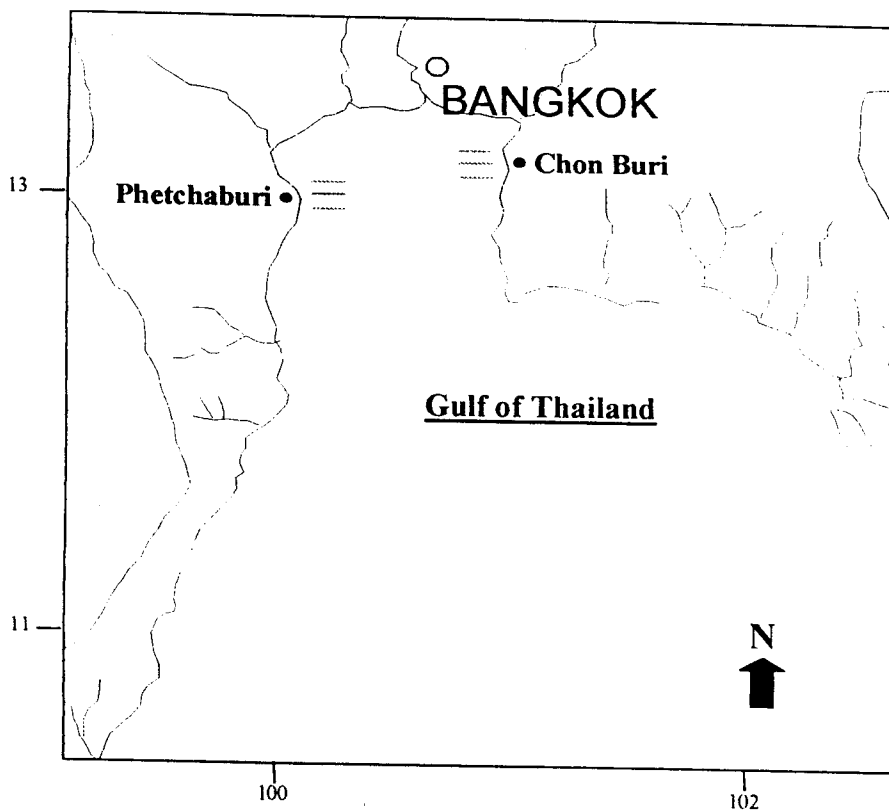 BANGKOK
Chon Buri
13
Phetchaburi
Gulf of Thailand
11
N
100
102